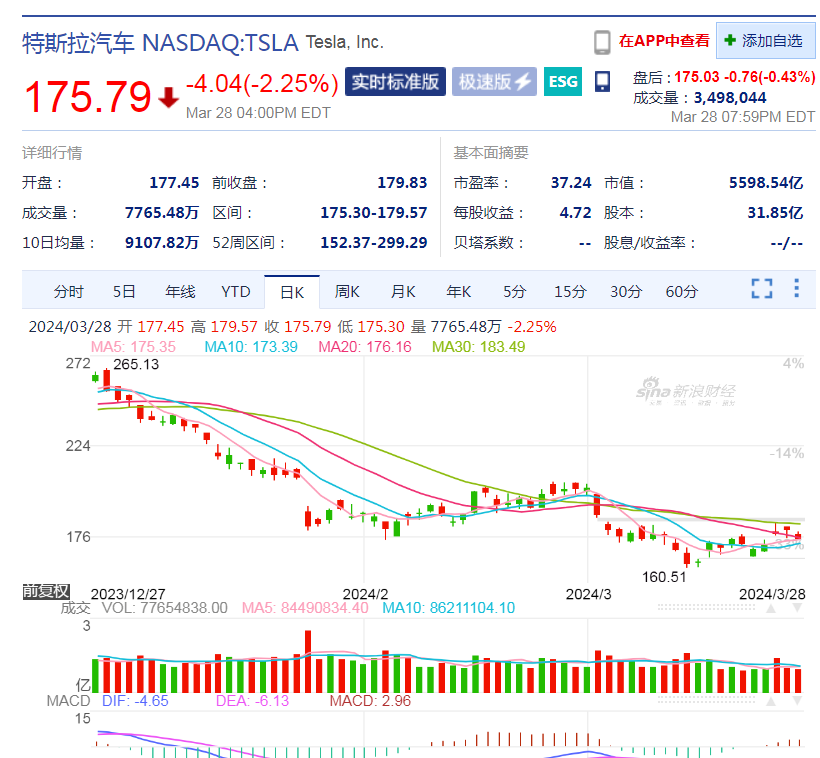 特斯拉汽车 NASDAQ:TSLA Tesla, Inc.
在APP中查看 添加自选
175.79 -4.04(-2.25%) 实时标准版 极速版 ESG
Mar 28 04:00PM EDT
盘后：175.03 -0.76(-0.43%)
成交量：3,498,044
Mar 28 07:59PM EDT
详细行情 基本面摘要
开盘： 177.45 前收盘： 179.83 市盈率： 37.24 市值： 5598.54亿
成交量： 7765.48万 区间： 175.30-179.57 每股收益： 4.72 股本： 31.85亿
10日均量： 9107.82万 52周区间： 152.37-299.29 贝塔系数： -- 股息/收益率： --/--
分时 5日 年线 YTD 日K 周K 月K 年K 5分 15分 30分 60分
2024/03/28 开 177.45 高 179.57 收 175.79 低 175.30 量 7765.48万 -2.25%
MA5: 175.35 MA10: 173.39 MA20: 176.16 MA30: 183.49
272 265.13 4%
sina 新浪财经
224 -14%
176
160.51
前复权 2023/12/27 2024/2 2024/3 2024/3/28
成交 VOL: 77654838.00 MA5: 84490834.40 MA10: 86211104.10
3
亿
MACD DIF: -4.65 DEA: -6.13 MACD: 2.96
15